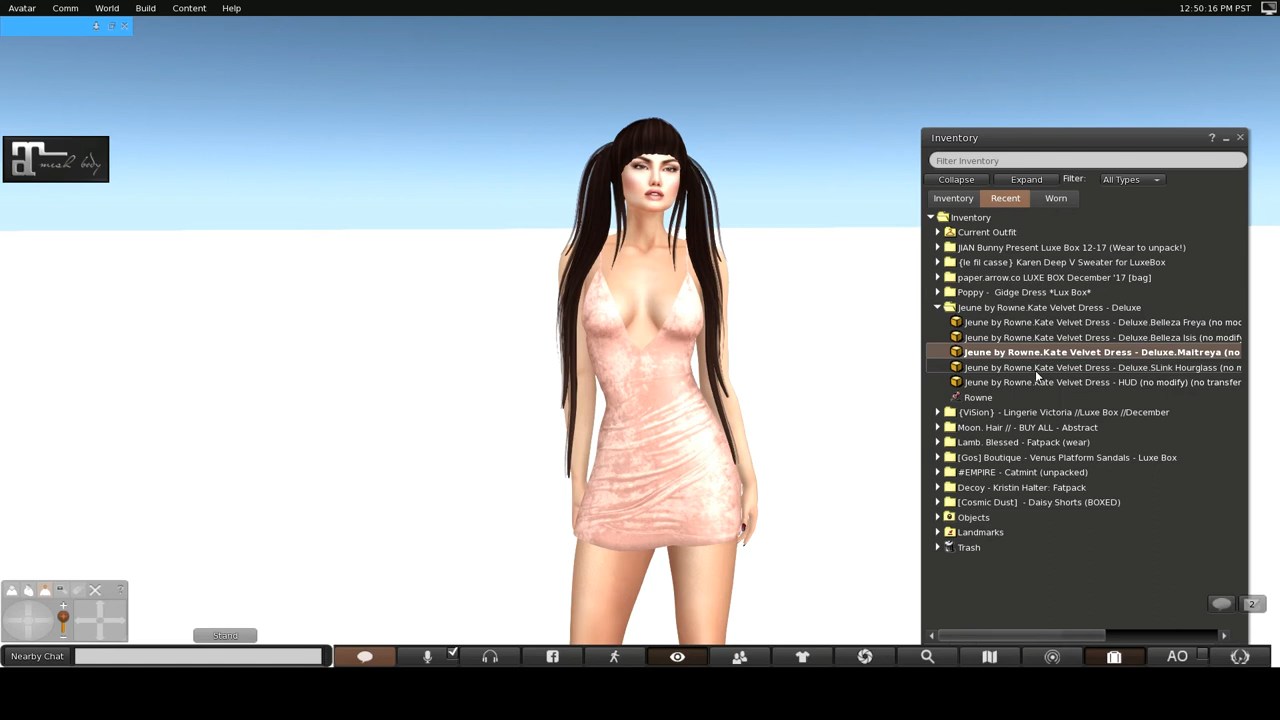 Avatar Comm World Build Content Help 12:50:16 PM PST
mesh body
Inventory ?
Filter Inventory
Collapse Expand Filter: All Types
Inventory Recent Worn
Inventory
Current Outfit
JIAN Bunny Present Luxe Box 12-17 (Wear to unpack!)
{le fil casse} Karen Deep V Sweater for LuxeBox
paper.arrow.co LUXE BOX December '17 [bag]
Poppy - Gidge Dress *Lux Box*
Jeune by Rowne.Kate Velvet Dress - Deluxe
Jeune by Rowne.Kate Velvet Dress - Deluxe.Belleza Freya (no moc
Jeune by Rowne.Kate Velvet Dress - Deluxe.Belleza Isis (no modify
Jeune by Rowne.Kate Velvet Dress - Deluxe.Maitreya (no
Jeune by Rowne.Kate Velvet Dress - Deluxe.SLink Hourglass (no m
Jeune by Rowne.Kate Velvet Dress - HUD (no modify) (no transfer
Rowne
{ViSion} - Lingerie Victoria //Luxe Box //December
Moon. Hair // - BUY ALL - Abstract
Lamb. Blessed - Fatpack (wear)
[Gos] Boutique - Venus Platform Sandals - Luxe Box
#EMPIRE - Catmint (unpacked)
Decoy - Kristin Halter: Fatpack
[Cosmic Dust] - Daisy Shorts (BOXED)
Objects
Landmarks
Trash
2
Stand
Nearby Chat AO